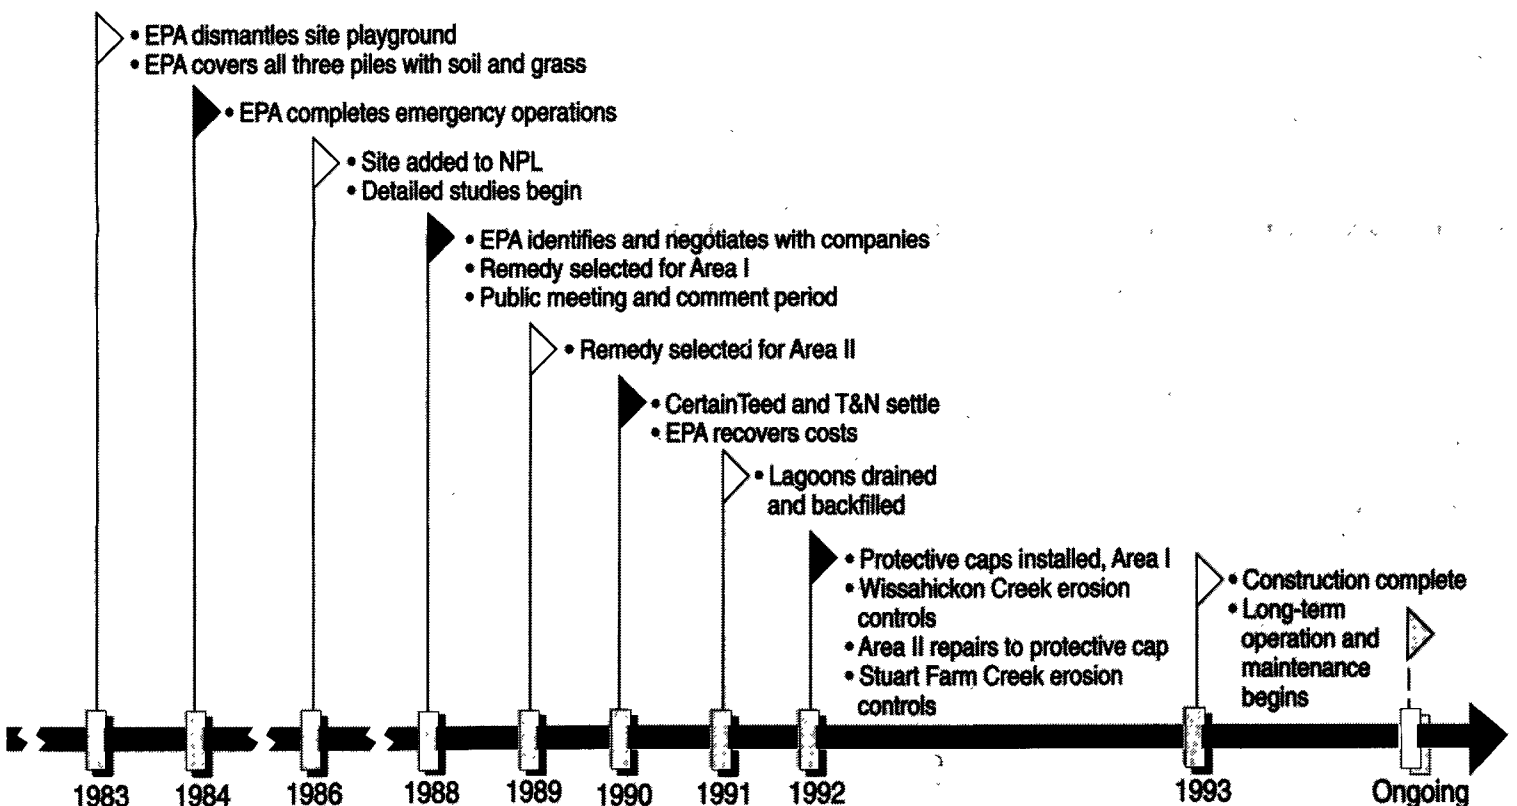 • EPA dismantles site playground
• EPA covers all three piles with soil and grass
• EPA completes emergency operations
• Site added to NPL
• Detailed studies begin
• EPA identifies and negotiates with companies
• Remedy selected for Area I
• Public meeting and comment period
• Remedy selected for Area II
• CertainTeed and T&N settle
• EPA recovers costs
• Lagoons drained
and backfilled
• Protective caps installed, Area I
• Wissahickon Creek erosion
controls
• Area II repairs to protective cap
• Stuart Farm Creek erosion
controls
• Construction complete
• Long-term
operation and
maintenance
begins
1983 1984 1986 1988 1989 1990 1991 1992 1993 Ongoing